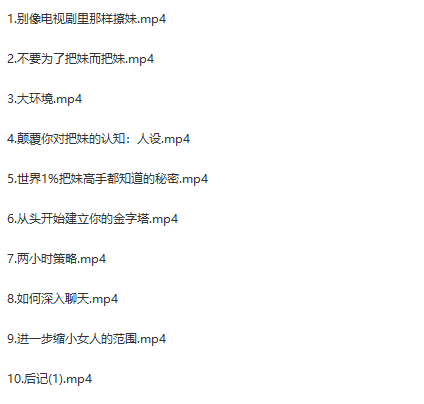 1.别像电视剧里那样撩妹.mp4
2.不要为了把妹而把妹.mp4
3.大环境.mp4
4.颠覆你对把妹的认知：人设.mp4
5.世界1%把妹高手都知道的秘密.mp4
6.从头开始建立你的金字塔.mp4
7.两小时策略.mp4
8.如何深入聊天.mp4
9.进一步缩小女人的范围.mp4
10.后记(1).mp4